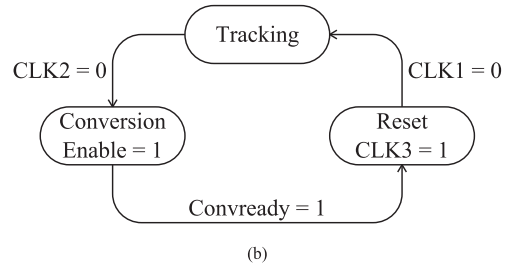 Tracking
CLK2 = 0
CLK1 = 0
Conversion
Enable = 1
Reset
CLK3 = 1
Convready = 1
(b)